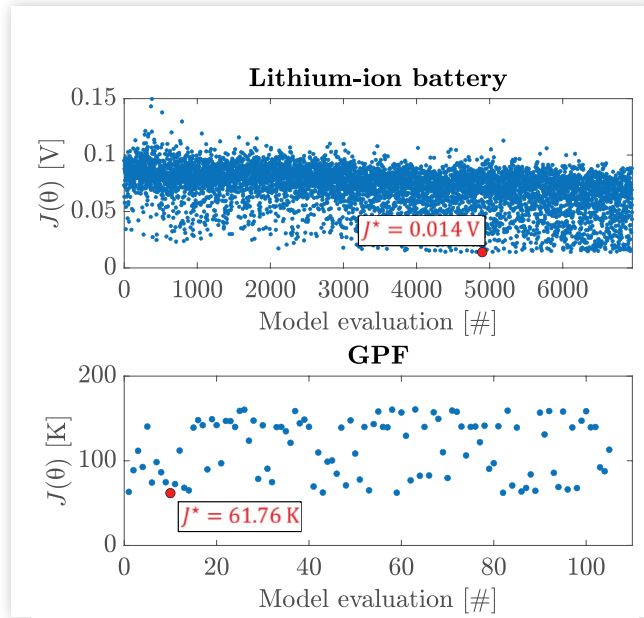 Lithium-ion battery
J(θ) [V]
0.15
0.1
0.05
0
J⋆ = 0.014 V
0 1000 2000 3000 4000 5000 6000
Model evaluation [#]
GPF
J(θ) [K]
200
100
0
J⋆ = 61.76 K
0 20 40 60 80 100
Model evaluation [#]